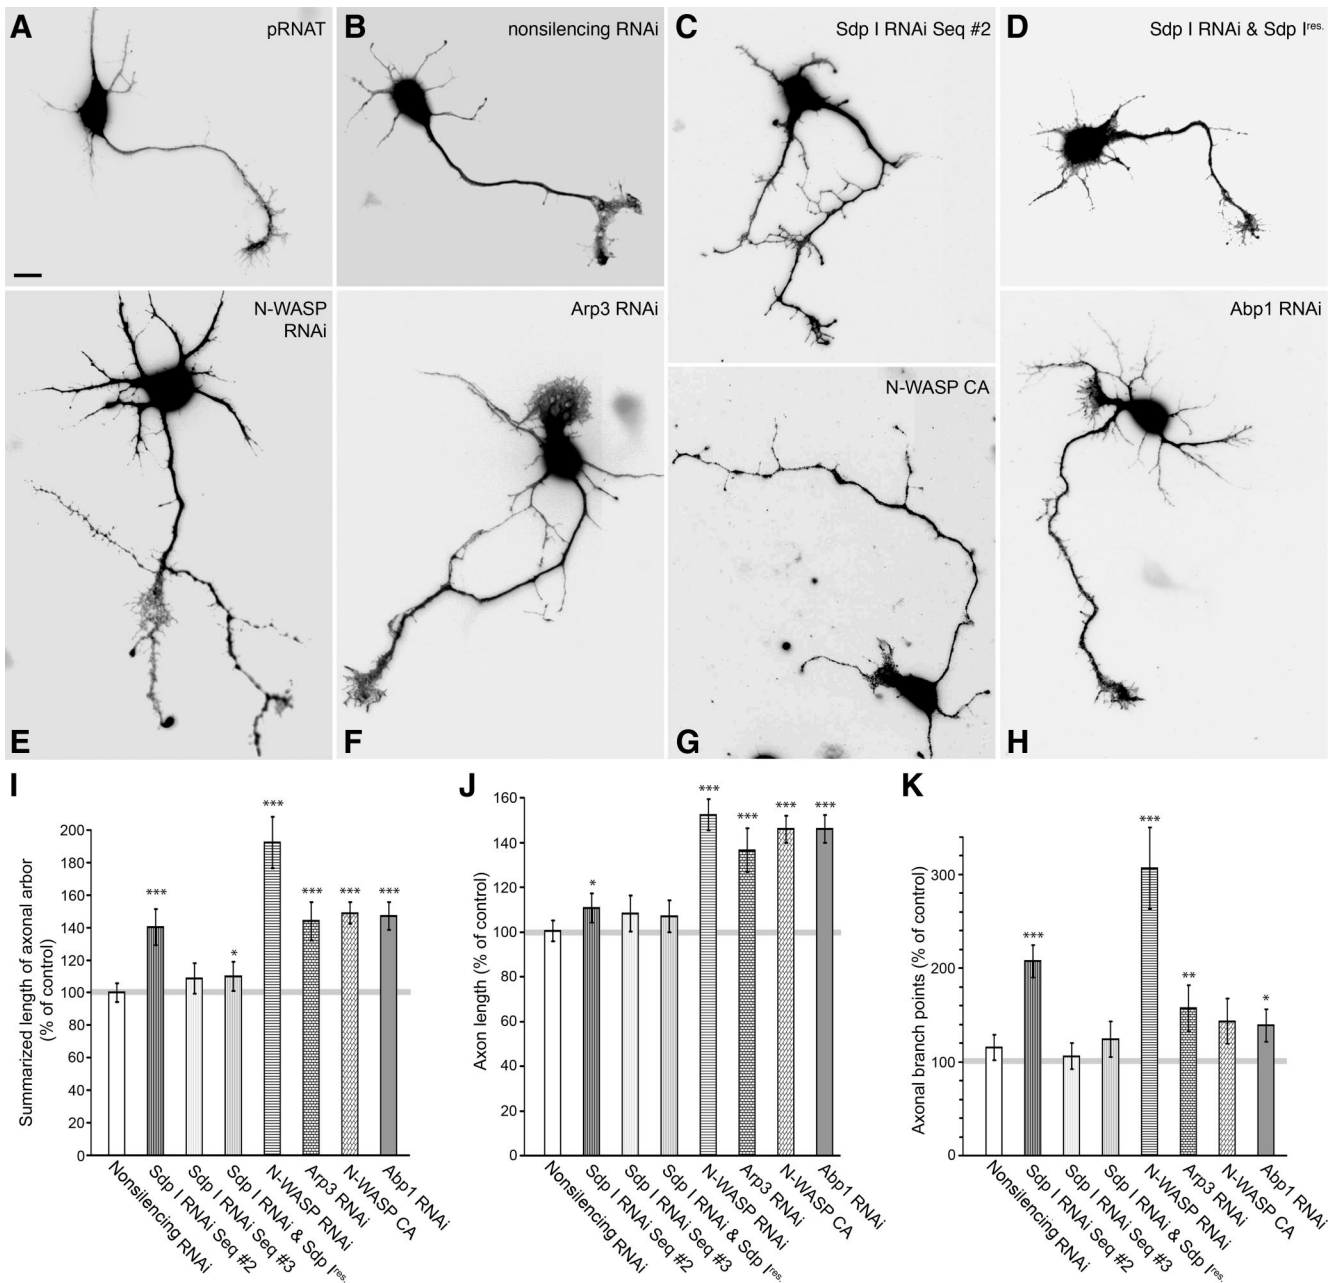 A
pRNAT
B
nonsilencing RNAi
C
Sdp I RNAi Seq #2
D
Sdp I RNAi & Sdp Ires.
N-WASP
RNAi
E
Arp3 RNAi
F
N-WASP CA
G
Abp1 RNAi
H
I
Summarized length of axonal arbor
(% of control)
200
180
160
140
120
100
80
60
40
20
0
***
***
*
***
***
***
Nonsilencing RNAi
Sdp I RNAi Seq #2
Sdp I RNAi Seq #3
Sdp I RNAi & Sdp Ires.
N-WASP RNAi
Arp3 RNAi
N-WASP CA
Abp1 RNAi
J
Axon length (% of control)
160
140
120
100
80
60
40
20
0
*
***
***
***
***
Nonsilencing RNAi
Sdp I RNAi Seq #2
Sdp I RNAi Seq #3
Sdp I RNAi & Sdp Ires.
N-WASP RNAi
Arp3 RNAi
N-WASP CA
Abp1 RNAi
K
Axonal branch points (% of control)
300
200
100
0
***
***
**
*
Nonsilencing RNAi
Sdp I RNAi Seq #2
Sdp I RNAi Seq #3
Sdp I RNAi & Sdp Ires.
N-WASP RNAi
Arp3 RNAi
N-WASP CA
Abp1 RNAi